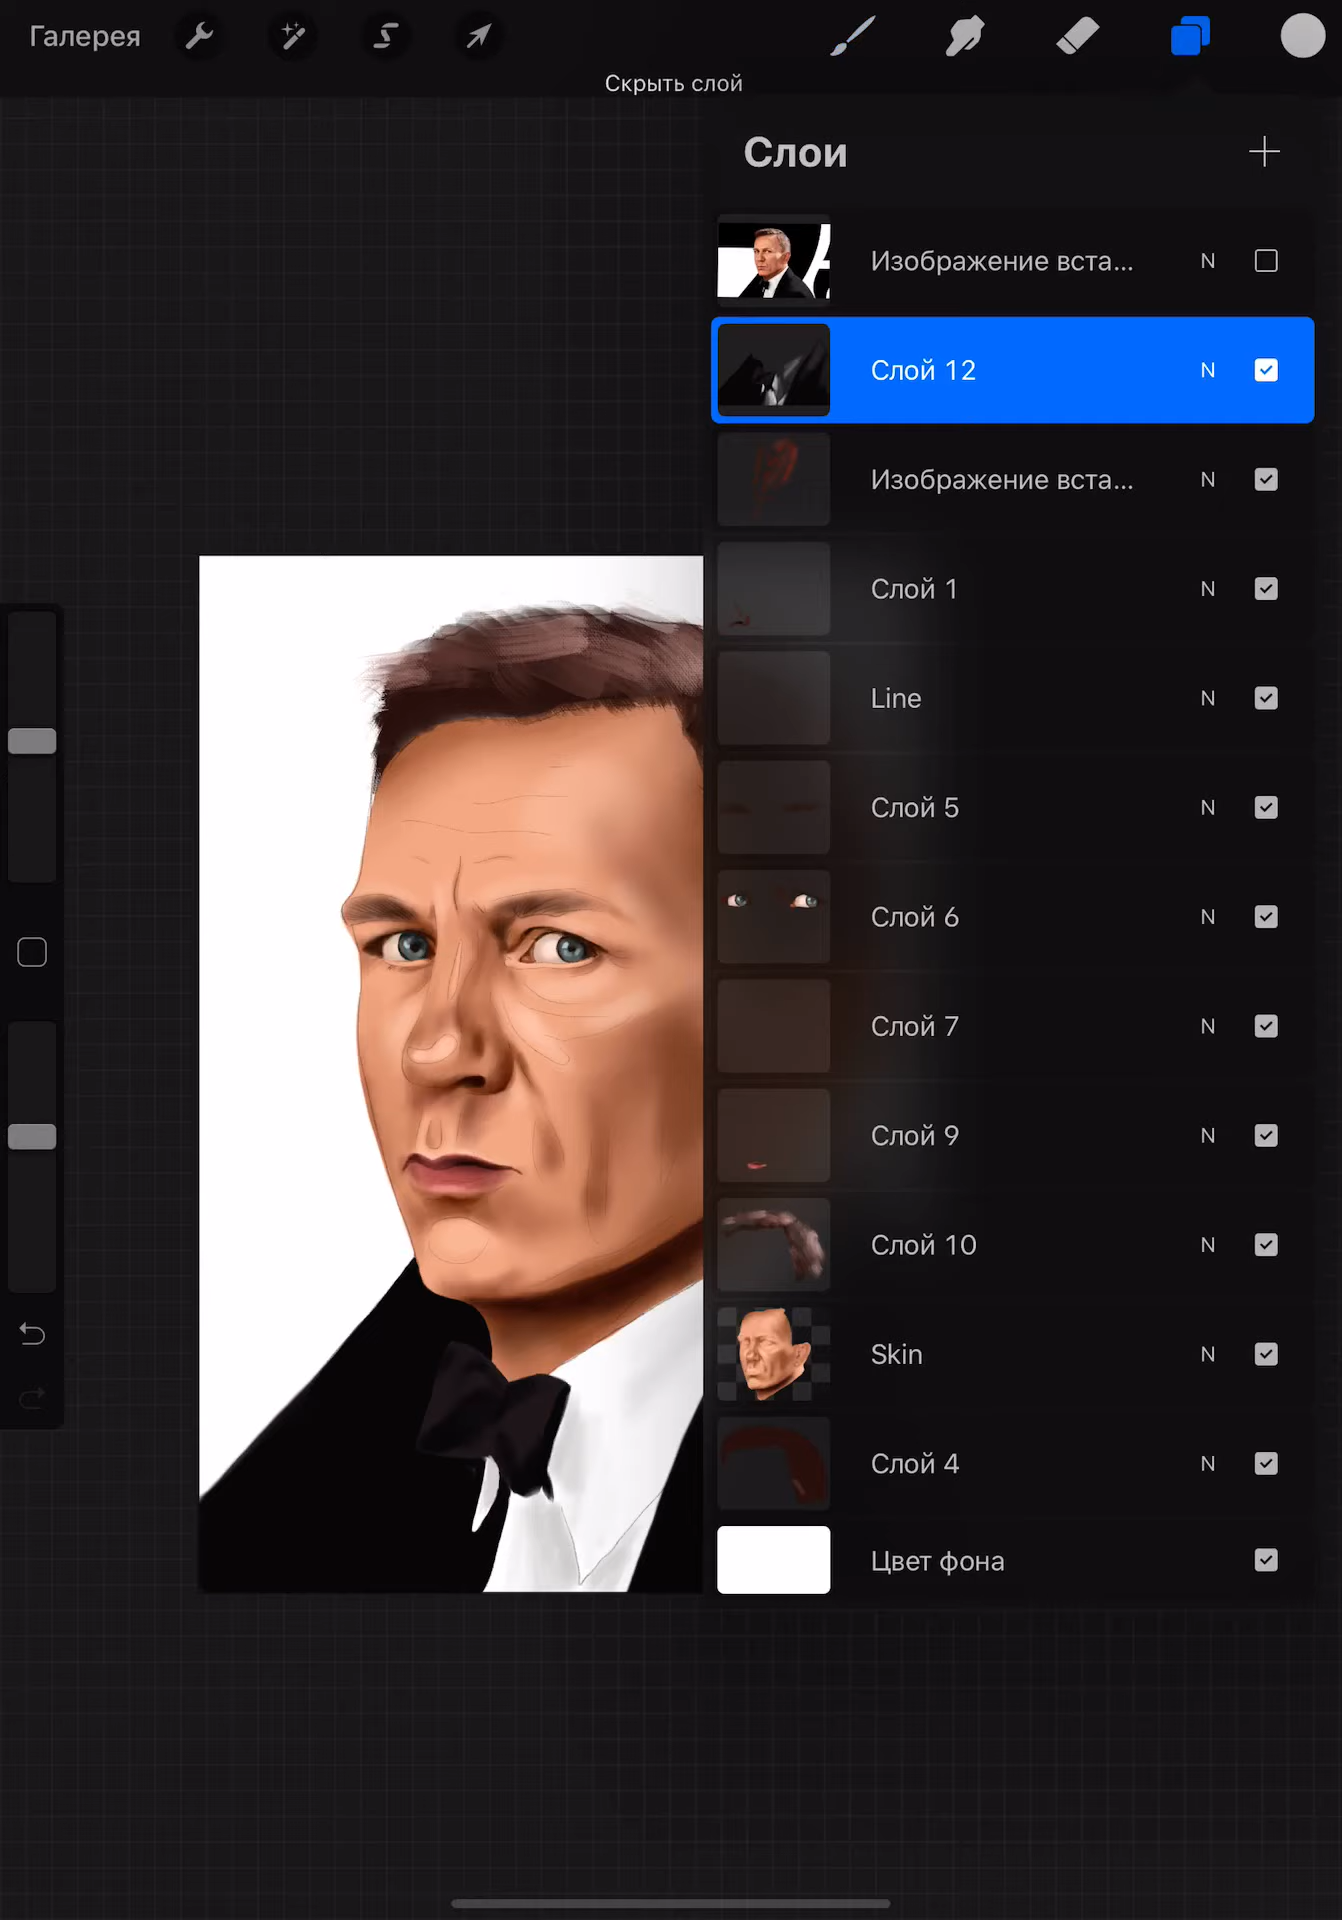 Галерея
Скрыть слой
Слои
Изображение вста... N
Слой 12 N
Изображение вста... N
Слой 1 N
Line N
Слой 5 N
Слой 6 N
Слой 7 N
Слой 9 N
Слой 10 N
Skin N
Слой 4 N
Цвет фона